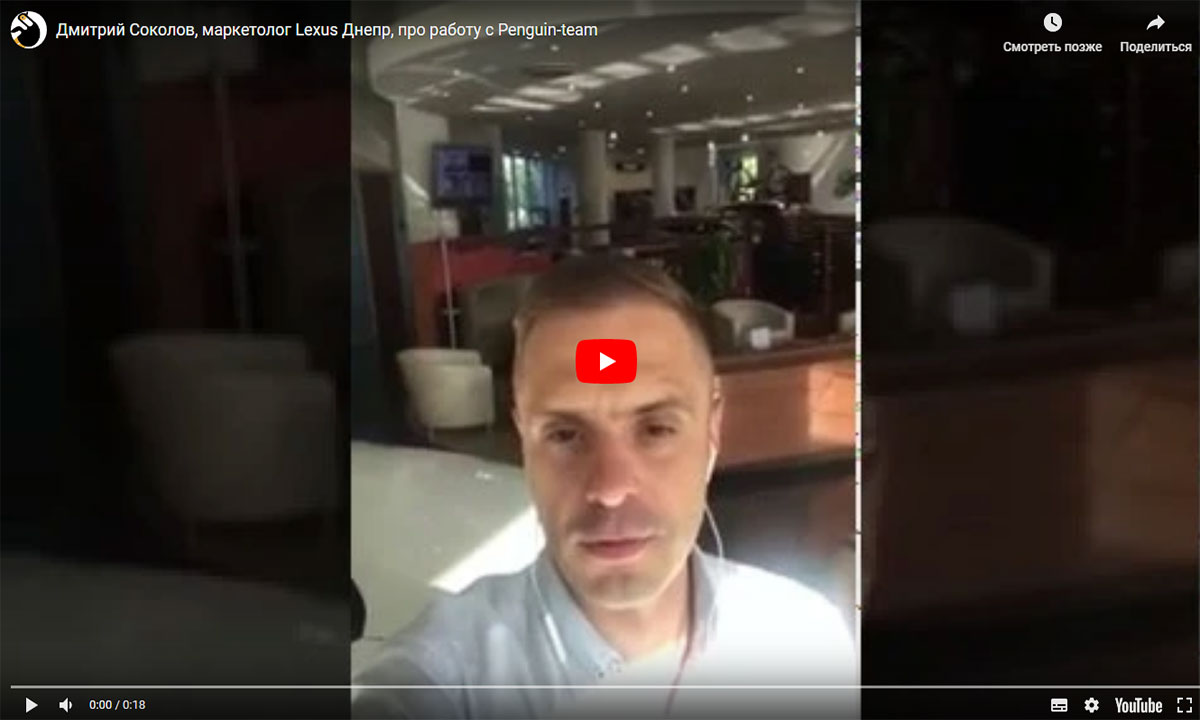 Дмитрий Соколов, маркетолог Lexus Днепр, про работу с Penguin-team
Смотреть позже
Поделиться
0:00 / 0:18
YouTube